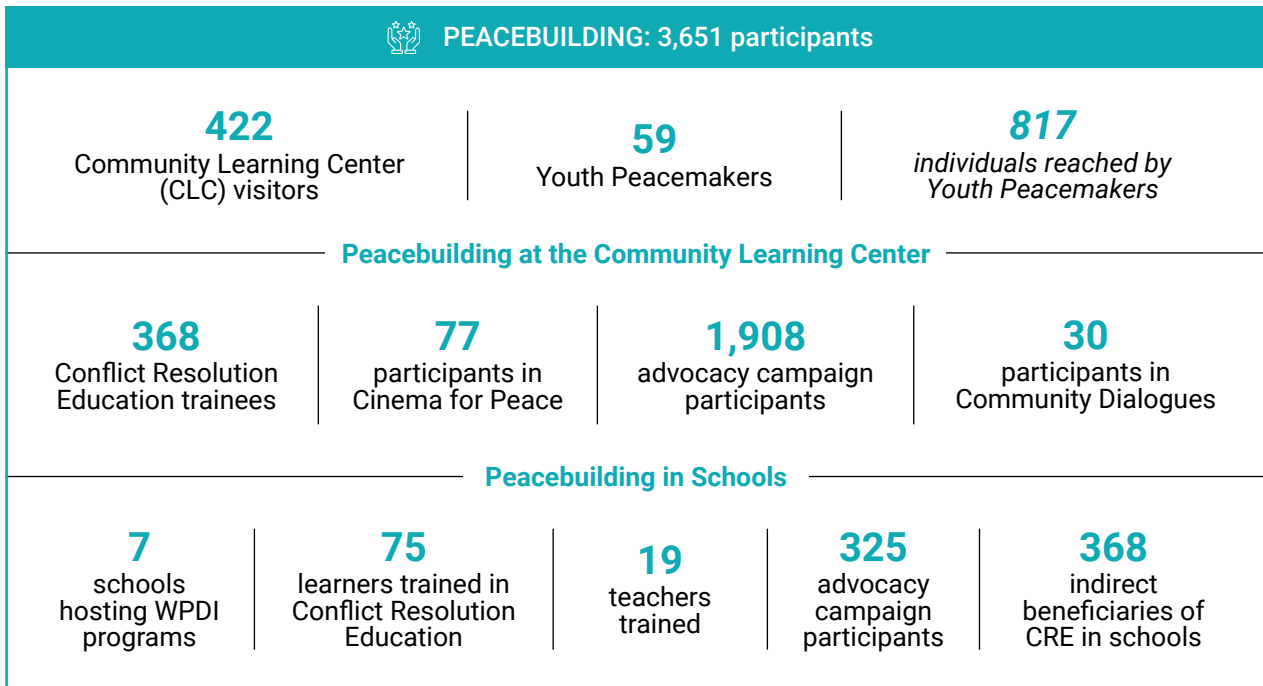 PEACEBUILDING: 3,651 participants
422
Community Learning Center
(CLC) visitors
59
Youth Peacemakers
817
individuals reached by
Youth Peacemakers
Peacebuilding at the Community Learning Center
368
Conflict Resolution
Education trainees
77
participants in
Cinema for Peace
1,908
advocacy campaign
participants
30
participants in
Community Dialogues
Peacebuilding in Schools
7
schools
hosting WPDI
programs
75
learners trained in
Conflict Resolution
Education
19
teachers
trained
325
advocacy
campaign
participants
368
indirect
beneficiaries of
CRE in schools